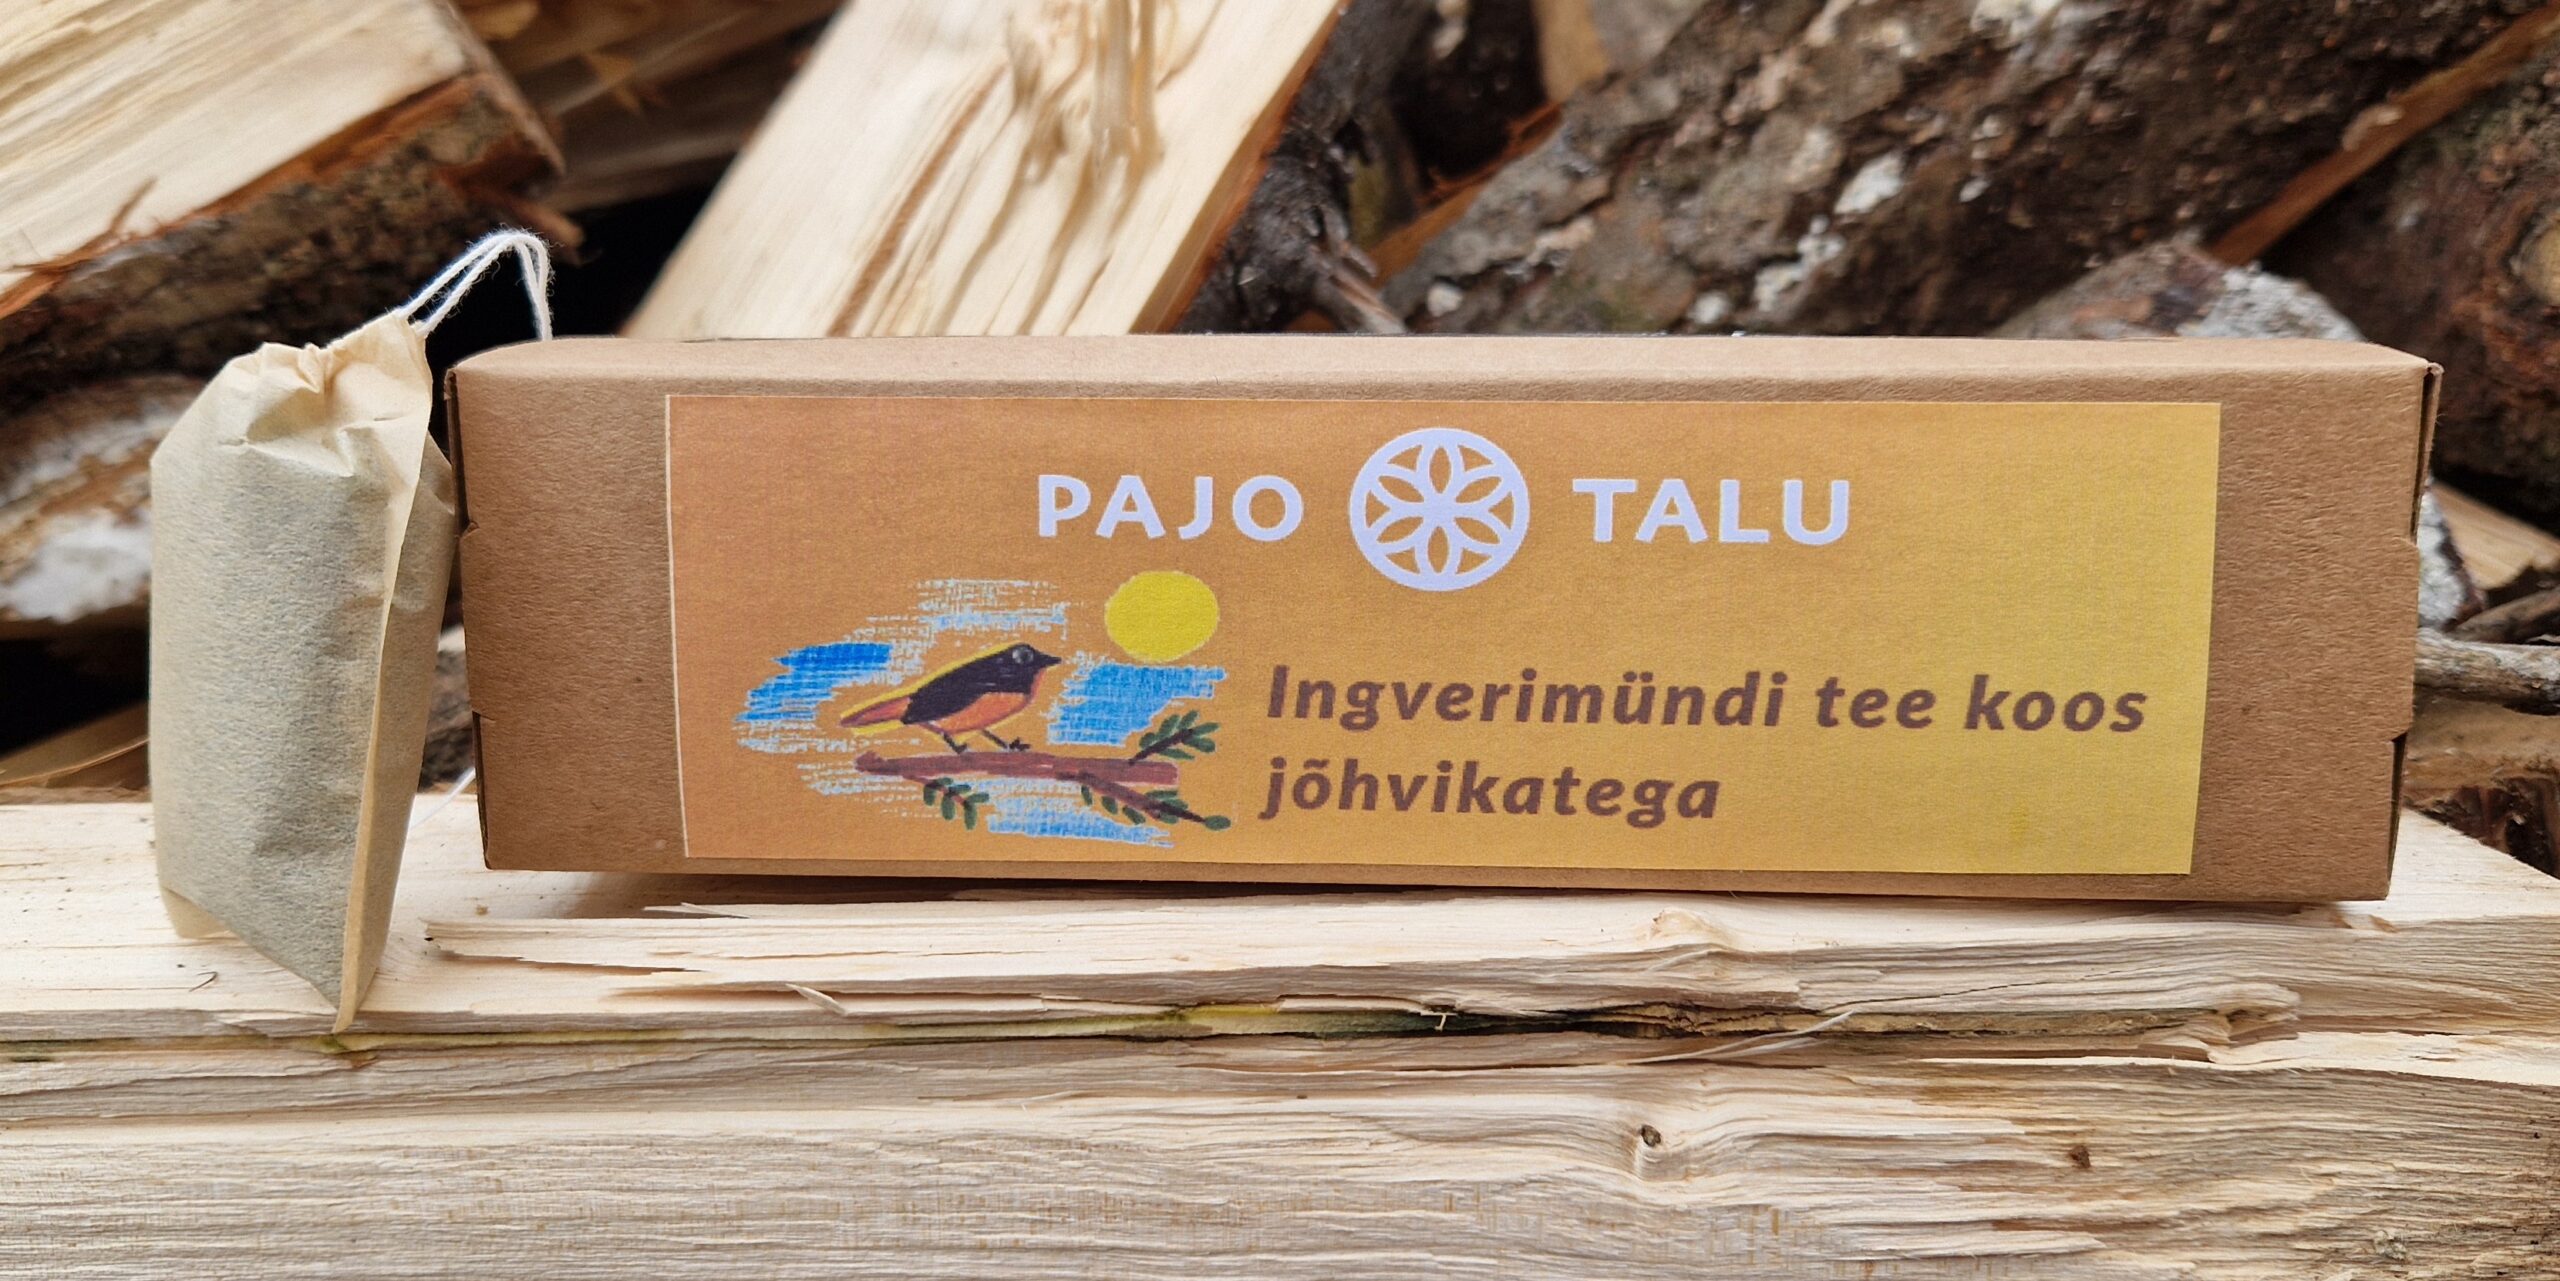 PAJO TALU
Ingverimündi tee koos
jõhvikatega